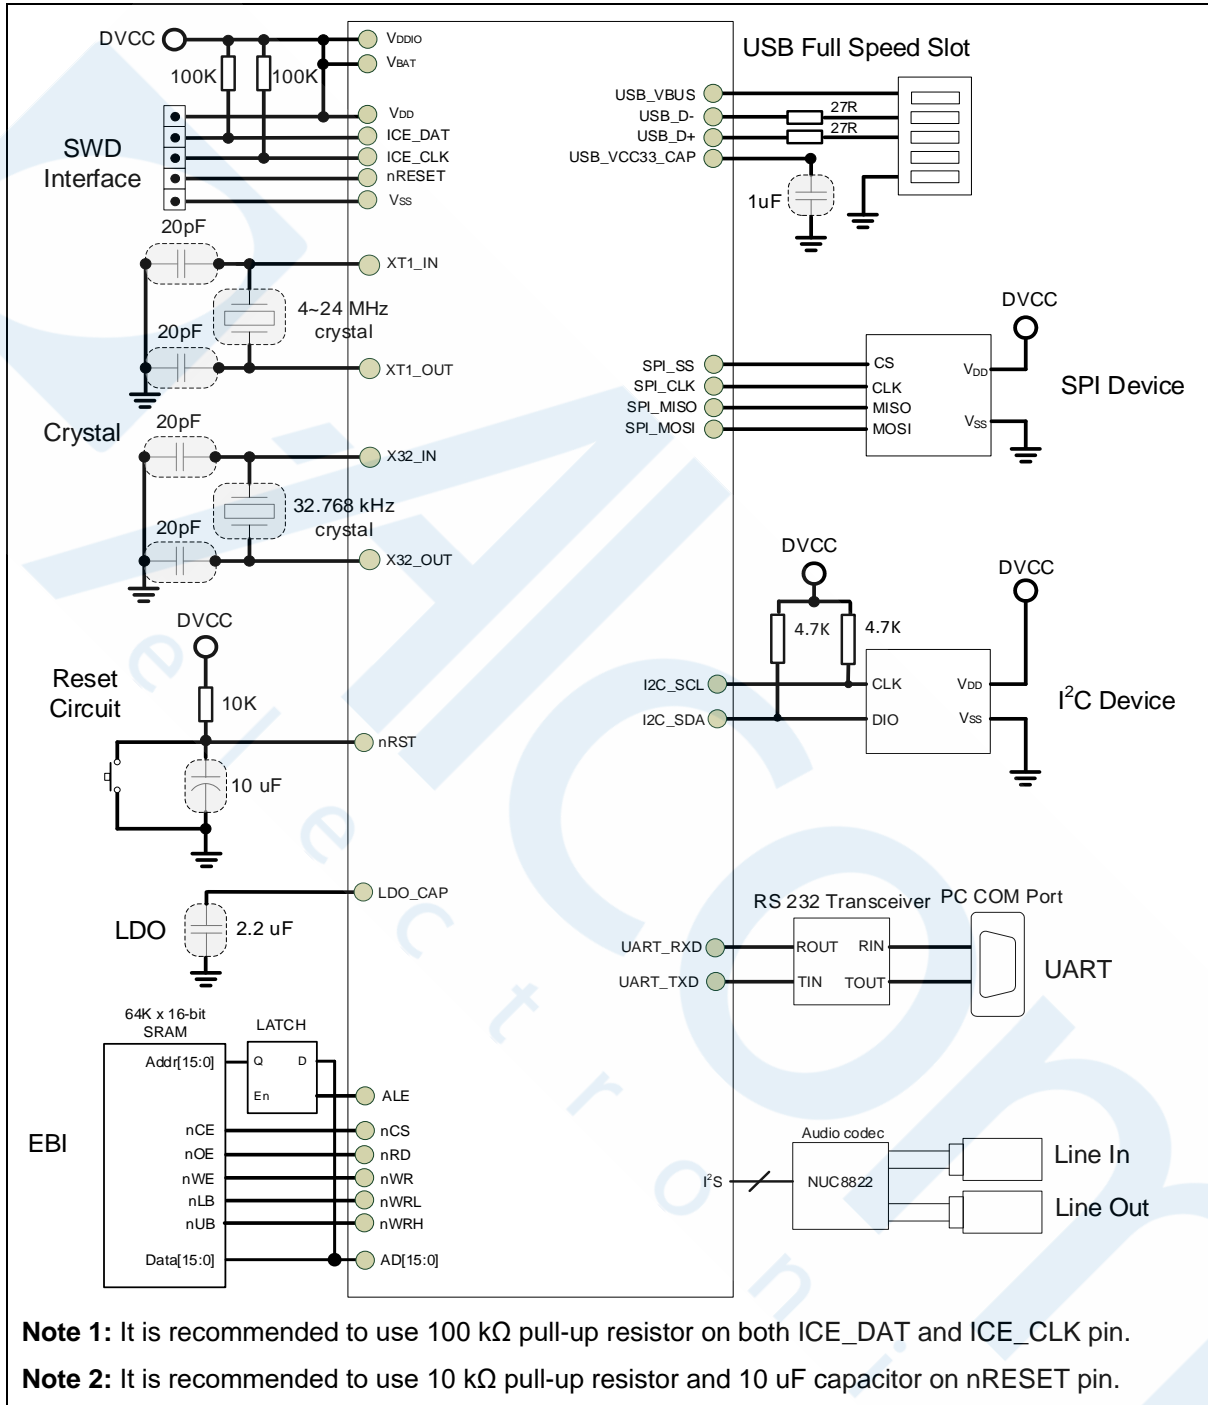 DVCC
VDDIO
VBAT
100K
100K
VDD
ICE_DAT
ICE_CLK
nRESET
VSS
SWD
Interface
20pF
XT1_IN
4~24 MHz
crystal
20pF
XT1_OUT
Crystal
20pF
X32_IN
32.768 kHz
crystal
20pF
X32_OUT
DVCC
Reset
Circuit
10K
nRST
10 uF
LDO_CAP
LDO
2.2 uF
64K x 16-bit
SRAM
LATCH
Addr[15:0]
Q
D
En
ALE
EBI
nCE
nCS
nOE
nRD
nWE
nWR
nLB
nWRL
nUB
nWRH
Data[15:0]
AD[15:0]
USB Full Speed Slot
USB_VBUS
USB_D-
27R
USB_D+
27R
USB_VCC33_CAP
1uF
DVCC
SPI_SS
CS
SPI_CLK
CLK
SPI_MISO
MISO
SPI_MOSI
MOSI
VDD
VSS
SPI Device
DVCC
DVCC
4.7K
4.7K
I2C_SCL
CLK
VDD
I2C_SDA
DIO
VSS
I²C Device
RS 232 Transceiver
PC COM Port
UART_RXD
ROUT
RIN
UART_TXD
TIN
TOUT
UART
Audio codec
I²S
NUC8822
Line In
Line Out
AiCon
electroni
Note 1: It is recommended to use 100 kΩ pull-up resistor on both ICE_DAT and ICE_CLK pin.
Note 2: It is recommended to use 10 kΩ pull-up resistor and 10 uF capacitor on nRESET pin.